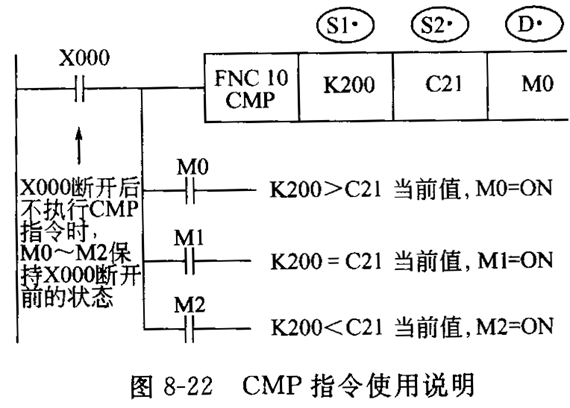 S1· S2· D·
X000
FNC 10
CMP
K200
C21
M0
X000断开后
不执行CMP
指令时,
M0～M2保
持X000断开
前的状态
M0
K200>C21 当前值, M0=ON
M1
K200=C21 当前值, M1=ON
M2
K200<C21 当前值, M2=ON
图 8-22 CMP 指令使用说明